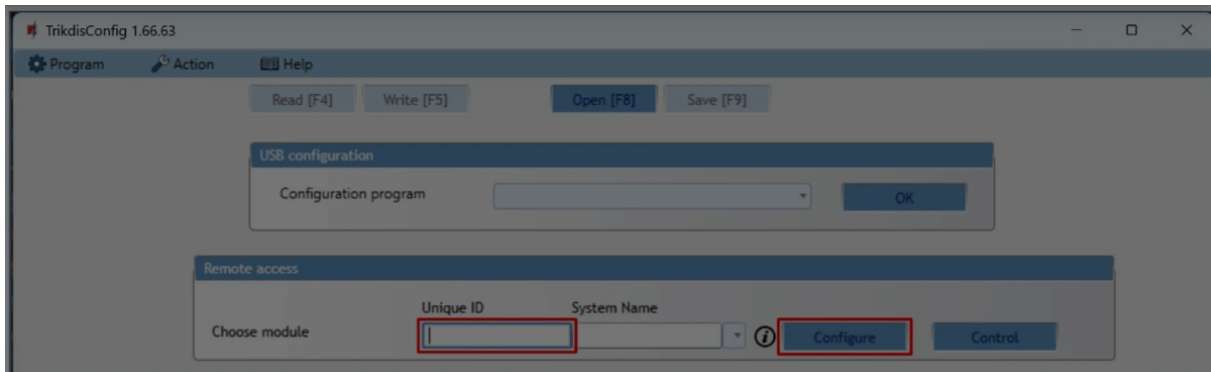 TrikdisConfig 1.66.63
Program Action Help
Read [F4] Write [F5] Open [F8] Save [F9]
USB configuration
Configuration program OK
Remote access
Unique ID System Name
Choose module i Configure Control